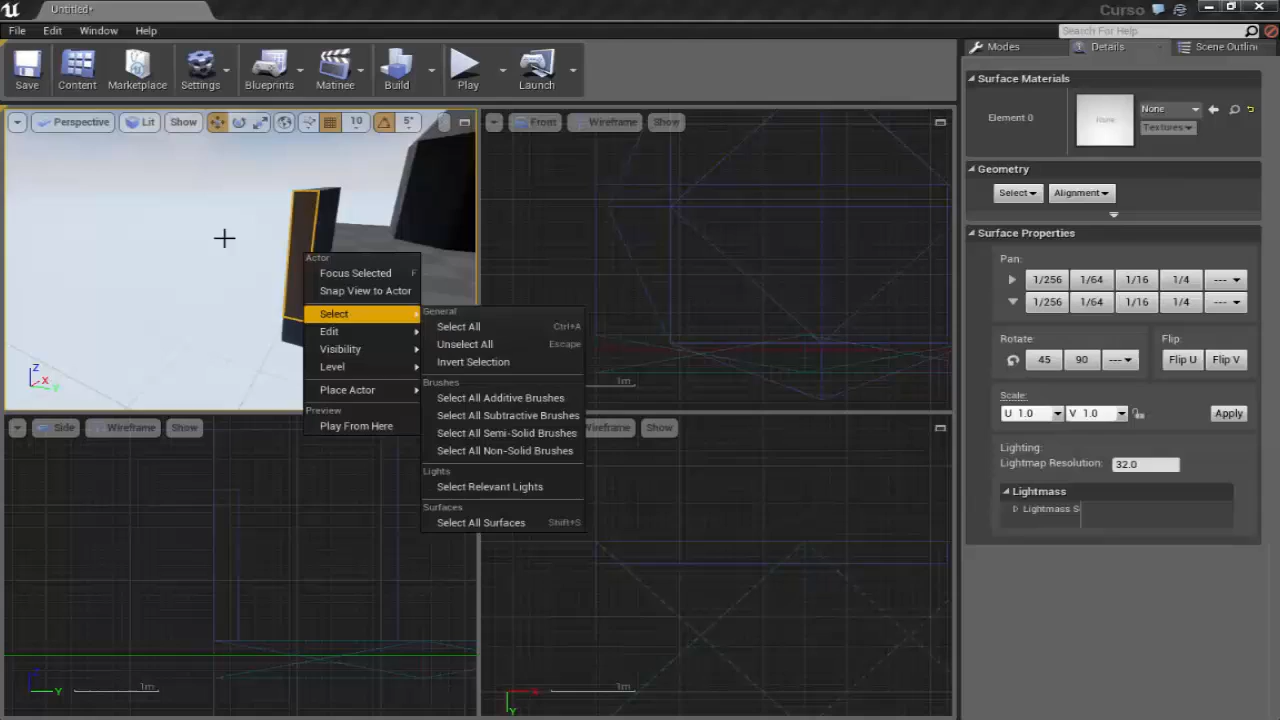 Untitled*
Curso
File Edit Window Help
Search For Help
Save Content Marketplace Settings Blueprints Matinee Build Play Launch
Modes Details Scene Outline
Perspective Lit Show 10 5°
Front Wireframe Show
Surface Materials
Element 0
None
None
Textures
Geometry
Select Alignment
Surface Properties
Pan:
1/256 1/64 1/16 1/4 ---
1/256 1/64 1/16 1/4 ---
Rotate: Flip:
45 90 --- Flip U Flip V
Scale:
U 1.0 V 1.0 Apply
Lighting:
Lightmap Resolution: 32.0
Lightmass
Lightmass S
Actor
Focus Selected F
Snap View to Actor
Select
Edit
Visibility
Level
Place Actor
Preview
Play From Here
General
Select All Ctrl+A
Unselect All Escape
Invert Selection
Brushes
Select All Additive Brushes
Select All Subtractive Brushes
Select All Semi-Solid Brushes
Select All Non-Solid Brushes
Lights
Select Relevant Lights
Surfaces
Select All Surfaces Shift+S
Z
X
Y
1m
Side Wireframe Show
Wireframe Show
Y
1m
X
Y
1m